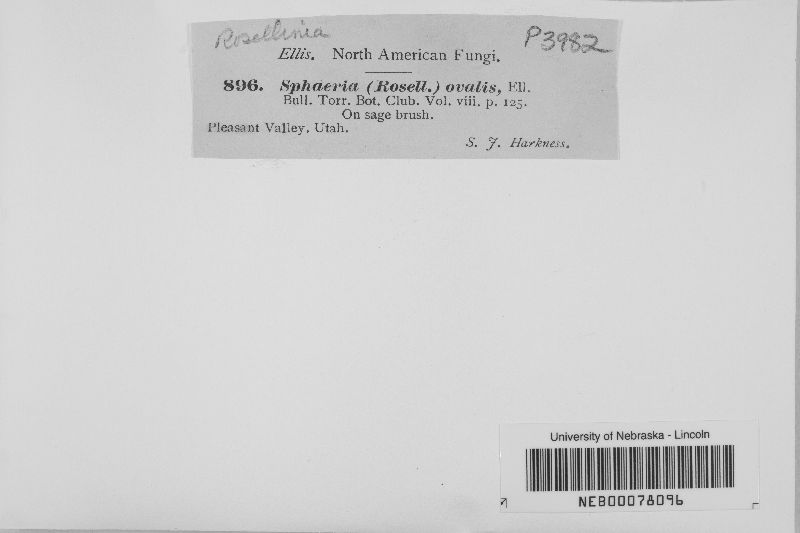 Rosellinia
P3982
Ellis. North American Fungi.
896. Sphaeria (Rosell.) ovalis, Ell.
Bull. Torr. Bot. Club. Vol. viii. p. 125.
On sage brush.
Pleasant Valley, Utah.
S. J. Harkness.
University of Nebraska - Lincoln
NEB00078096